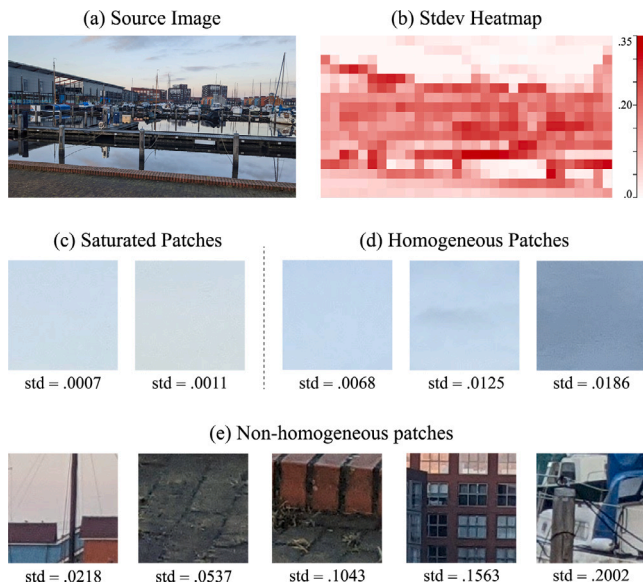 (a) Source Image
(b) Stdev Heatmap
.35
.20
.0
(c) Saturated Patches
(d) Homogeneous Patches
std = .0007
std = .0011
std = .0068
std = .0125
std = .0186
(e) Non-homogeneous patches
std = .0218
std = .0537
std = .1043
std = .1563
std = .2002